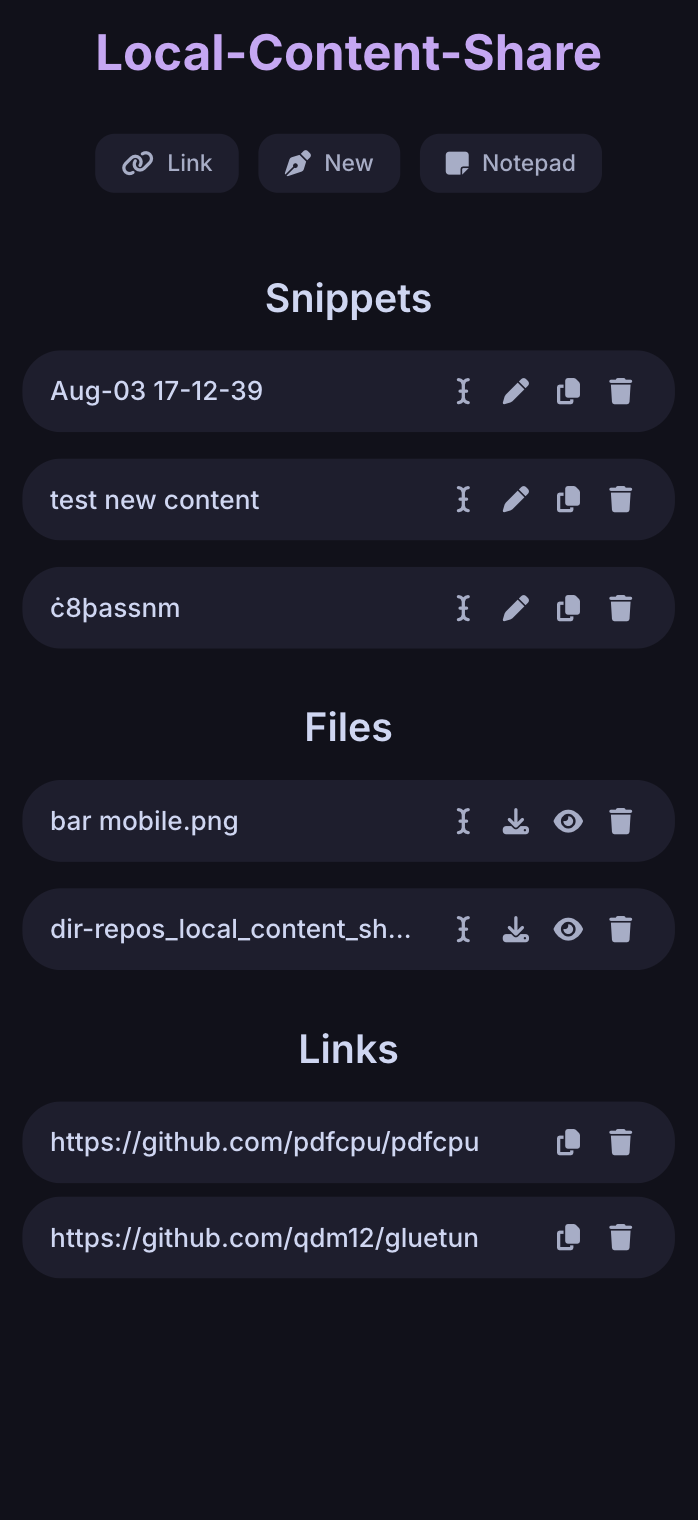 Local-Content-Share
Link New Notepad
Snippets
Aug-03 17-12-39
test new content
ċ8þassnm
Files
bar mobile.png
dir-repos_local_content_sh...
Links
https://github.com/pdfcpu/pdfcpu
https://github.com/qdm12/gluetun